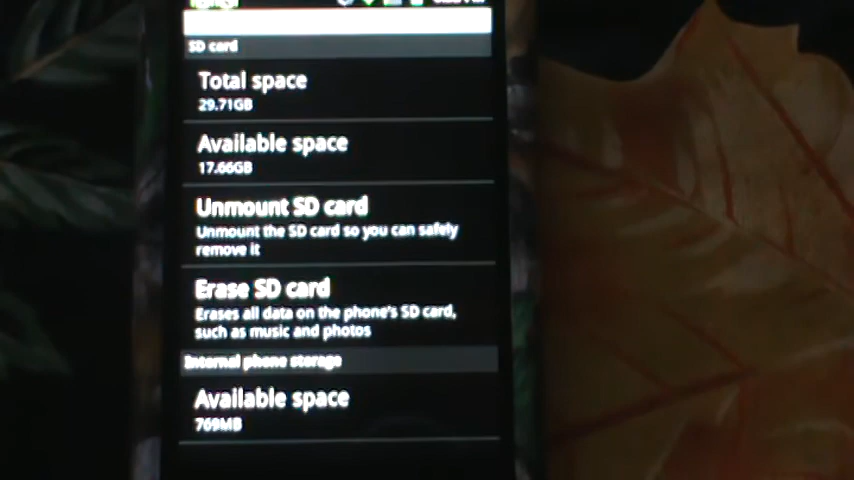 SD card
Total space
29.71GB
Available space
17.66GB
Unmount SD card
Unmount the SD card so you can safely
remove it
Erase SD card
Erases all data on the phone's SD card,
such as music and photos
Internal phone storage
Available space
769MB